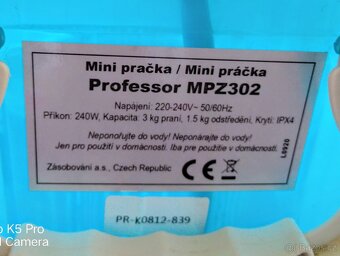 Mini pračka / Mini práčka
Professor MPZ302
Napájení: 220-240V~ 50/60Hz
Příkon: 240W, Kapacita: 3 kg praní, 1.5 kg odstředění, Krytí: IPX4
Neponořujte do vody! / Neponárajte do vody!
Jen pro použití v domácnosti. Iba pre použitie v domácnosti.
Zásobování a.s., Czech Republic
CE
L0920
PR-K0812-839
K5 Pro
Camera